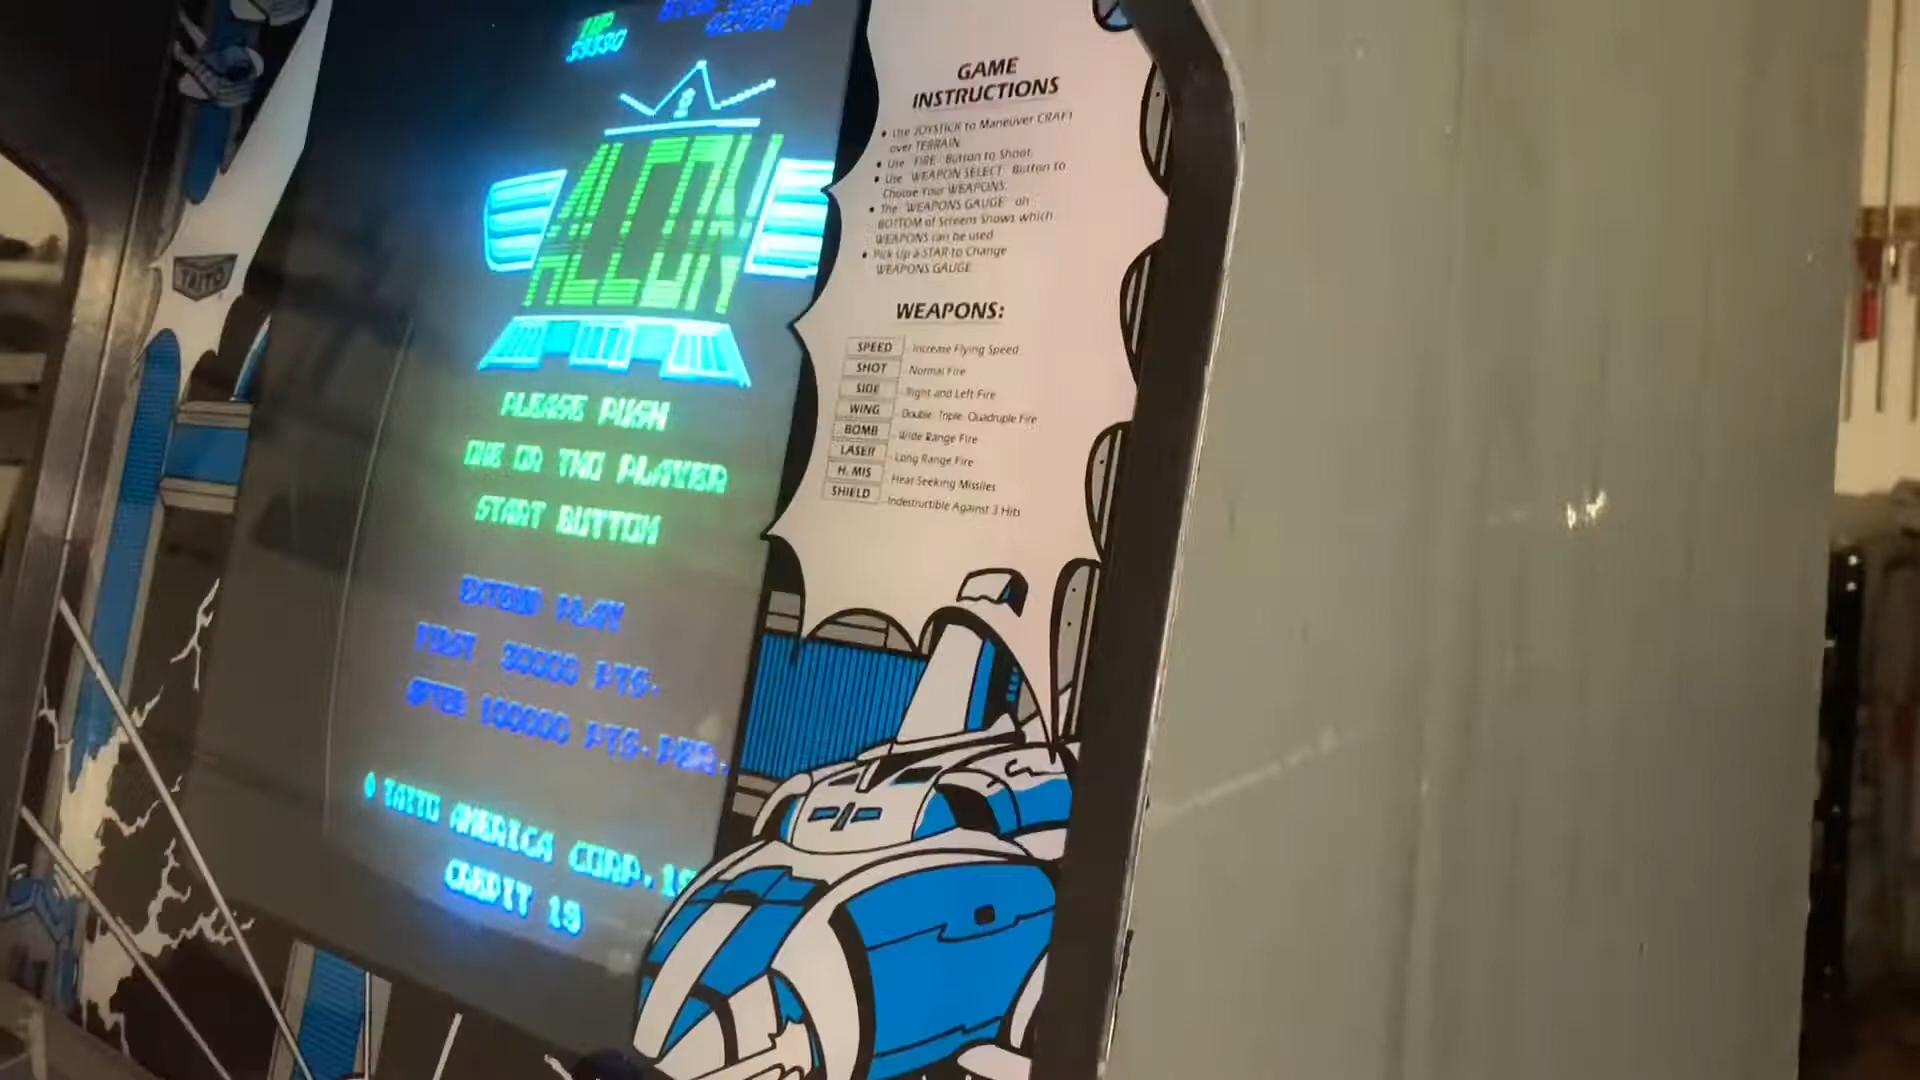 TOP
33330
42500
ALCON
PLEASE PUSH
ONE OR TWO PLAYER
START BUTTON
EXTEND PLAY
FIRST 30000 PTS.
AFTER 100000 PTS. PER.
© TAITO AMERICA CORP. 19
CREDIT 19
TAITO
GAME
INSTRUCTIONS
• Use JOYSTICK to Maneuver CRAFT
over TERRAIN
• Use FIRE Button to Shoot.
• Use WEAPON SELECT Button to
Choose Your WEAPONS.
• The "WEAPONS GAUGE" on
BOTTOM of Screens Shows which
WEAPONS can be used
• Pick Up a STAR to Change
WEAPONS GAUGE.
WEAPONS:
SPEED - Increase Flying Speed
SHOT - Normal Fire
SIDE - Right and Left Fire
WING - Double, Triple, Quadruple Fire
BOMB - Wide Range Fire
LASER - Long Range Fire
H. MIS - Heat Seeking Missiles
SHIELD - Indestructible Against 3 Hits